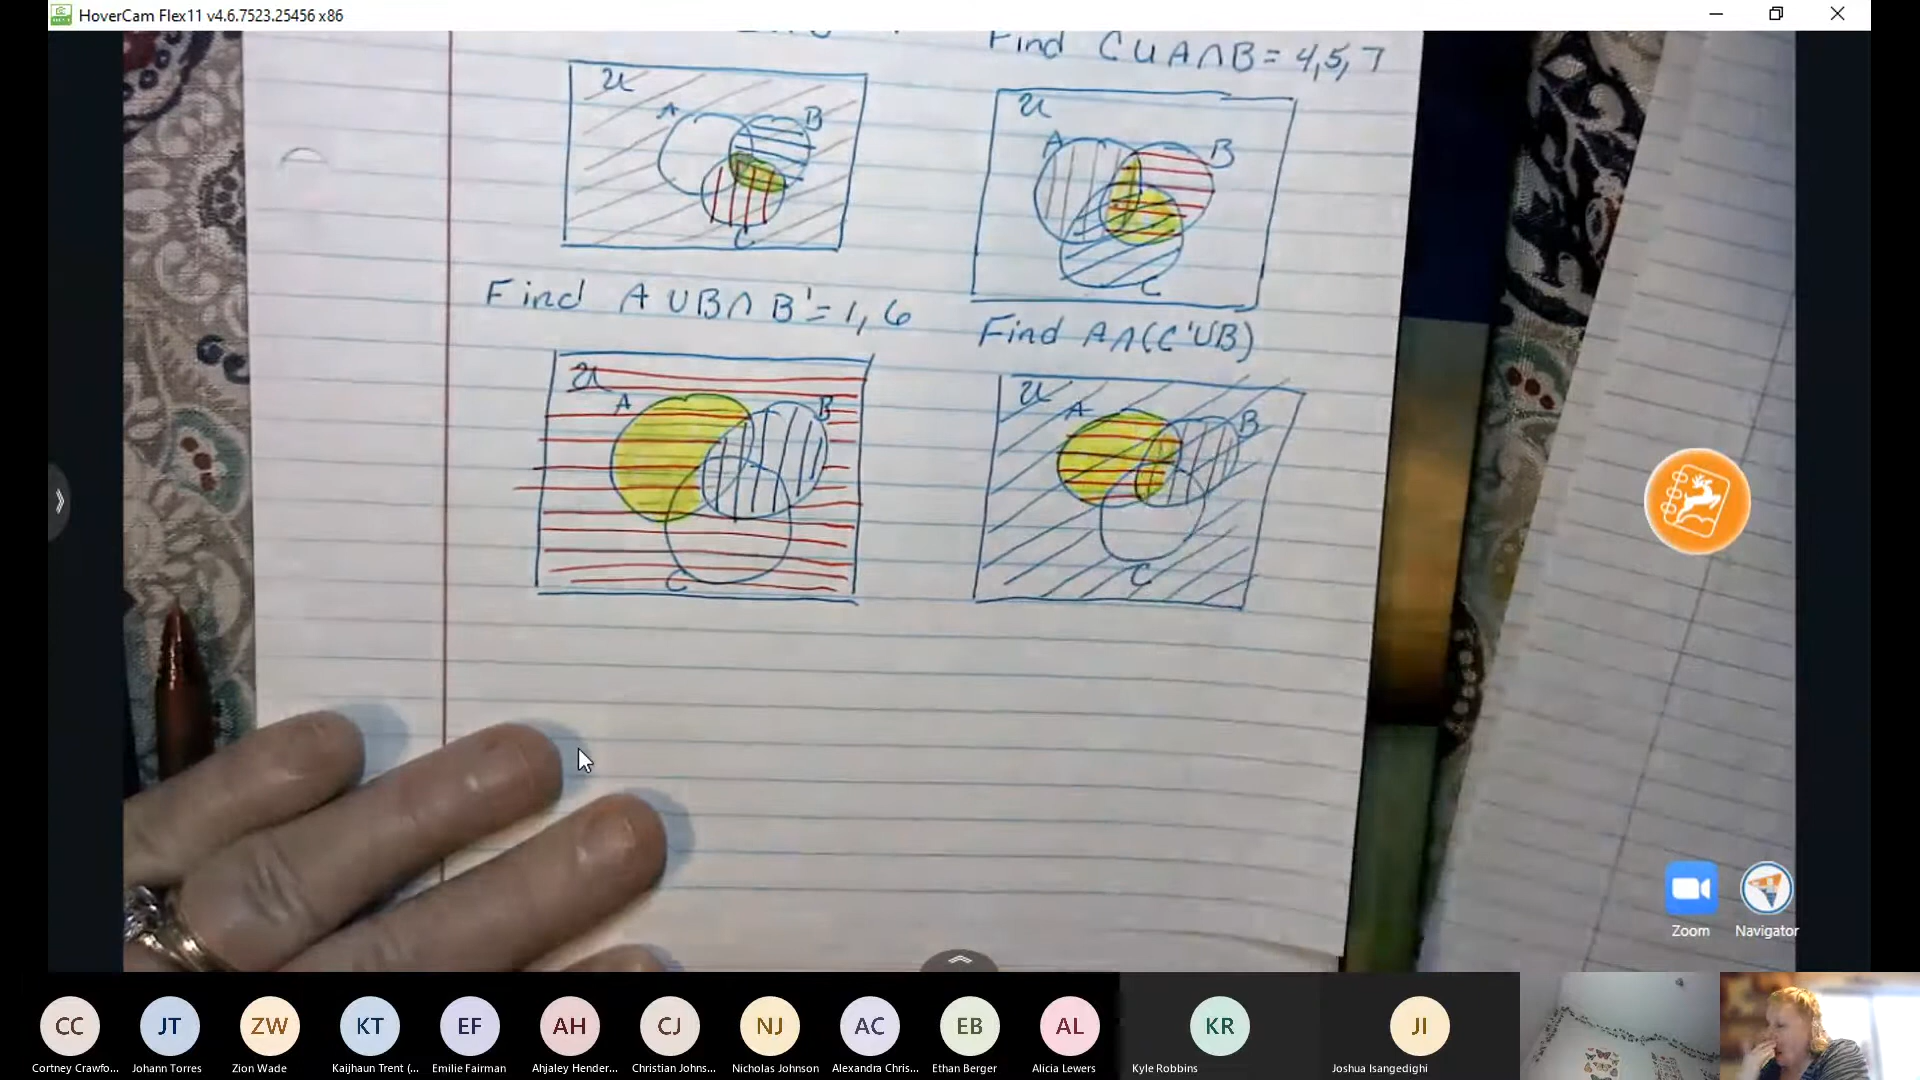 HoverCam Flex11 v4.6.7523.25456 x86
Find C ∪ A ∩ B = 4,5,7
U
A
B
C
U
A
B
C
Find A ∪ B ∩ B' = 1,6
Find A ∩ (C' ∪ B)
U
A
B
C
U
A
B
C
Zoom
Navigator
CC
JT
ZW
KT
EF
AH
CJ
NJ
AC
EB
AL
KR
JI
Cortney Crawfo...
Johann Torres
Zion Wade
Kaijhaun Trent (...
Emilie Fairman
Ahjaley Hender...
Christian Johns...
Nicholas Johnson
Alexandra Chris...
Ethan Berger
Alicia Lewers
Kyle Robbins
Joshua Isangedighi